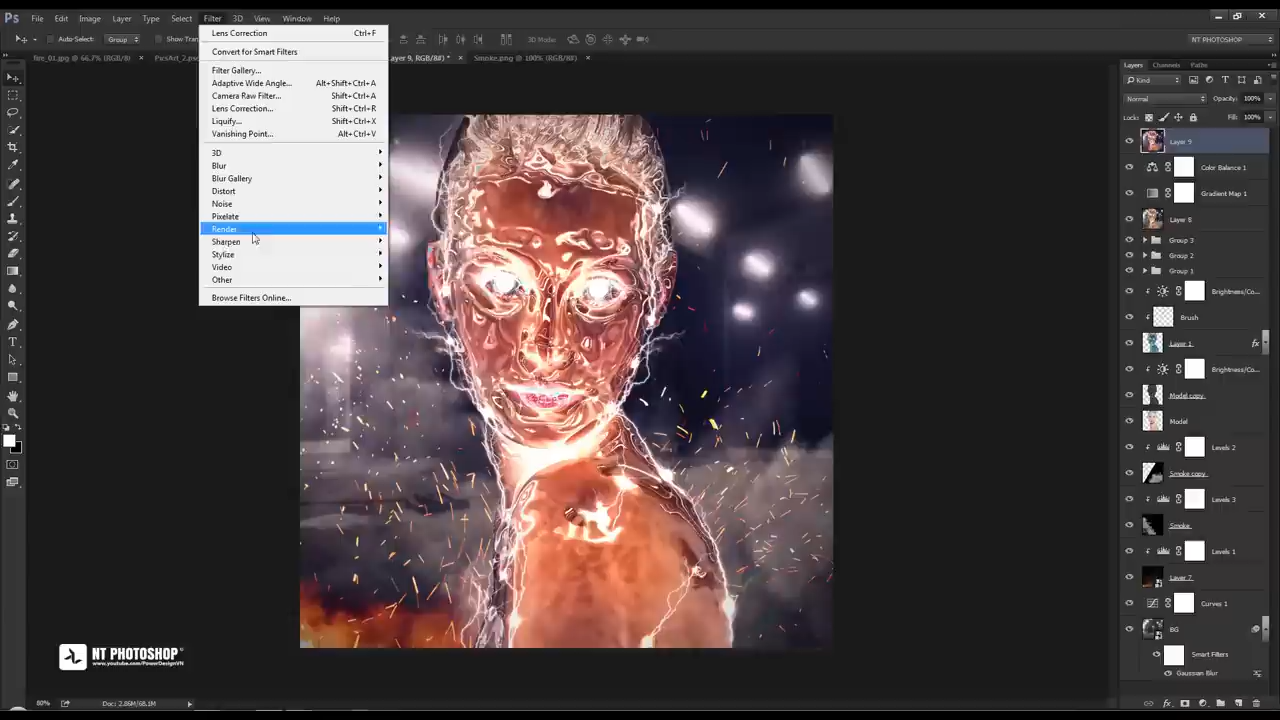 Ps File Edit Image Layer Type Select Filter 3D View Window Help
Auto-Select: Group Show Tran 3D Mode: NT PHOTOSHOP
fire_01.jpg @ 66.7% (RGB/8) × PicsArt_2.ps ayer 9, RGB/8#) * × Smoke.png @ 100% (RGB/8#) ×
Lens Correction Ctrl+F
Convert for Smart Filters
Filter Gallery...
Adaptive Wide Angle... Alt+Shift+Ctrl+A
Camera Raw Filter... Shift+Ctrl+A
Lens Correction... Shift+Ctrl+R
Liquify... Shift+Ctrl+X
Vanishing Point... Alt+Ctrl+V
3D
Blur
Blur Gallery
Distort
Noise
Pixelate
Render
Sharpen
Stylize
Video
Other
Browse Filters Online...
Layers Channels Paths
Kind
Normal Opacity: 100%
Lock: Fill: 100%
Layer 9
Color Balance 1
Gradient Map 1
Layer 8
Group 3
Group 2
Group 1
Brightness/Co...
Brush
Layer 1 fx
Brightness/Co...
Model copy
Model
Levels 2
Smoke copy
Levels 3
Smoke
Levels 1
Layer 7
Curves 1
BG
Smart Filters
Gaussian Blur
NT PHOTOSHOP
www.youtube.com/PowerDesignVN
80% Doc: 2.86M/68.1M